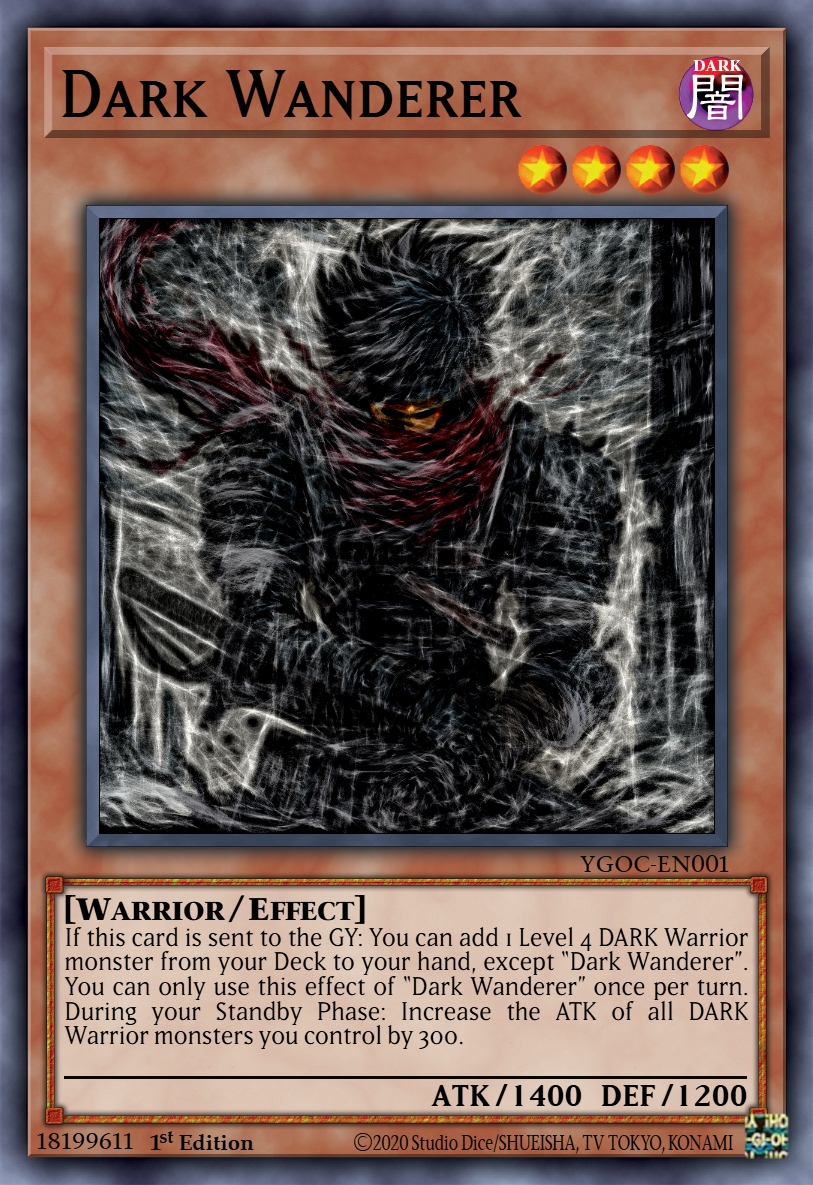 Dark Wanderer
DARK
闇
YGOC-EN001
[Warrior/Effect]
If this card is sent to the GY: You can add 1 Level 4 DARK Warrior
monster from your Deck to your hand, except “Dark Wanderer”.
You can only use this effect of “Dark Wanderer” once per turn.
During your Standby Phase: Increase the ATK of all DARK
Warrior monsters you control by 300.
ATK/1400 DEF/1200
18199611 1st Edition ©2020 Studio Dice/SHUEISHA, TV TOKYO, KONAMI